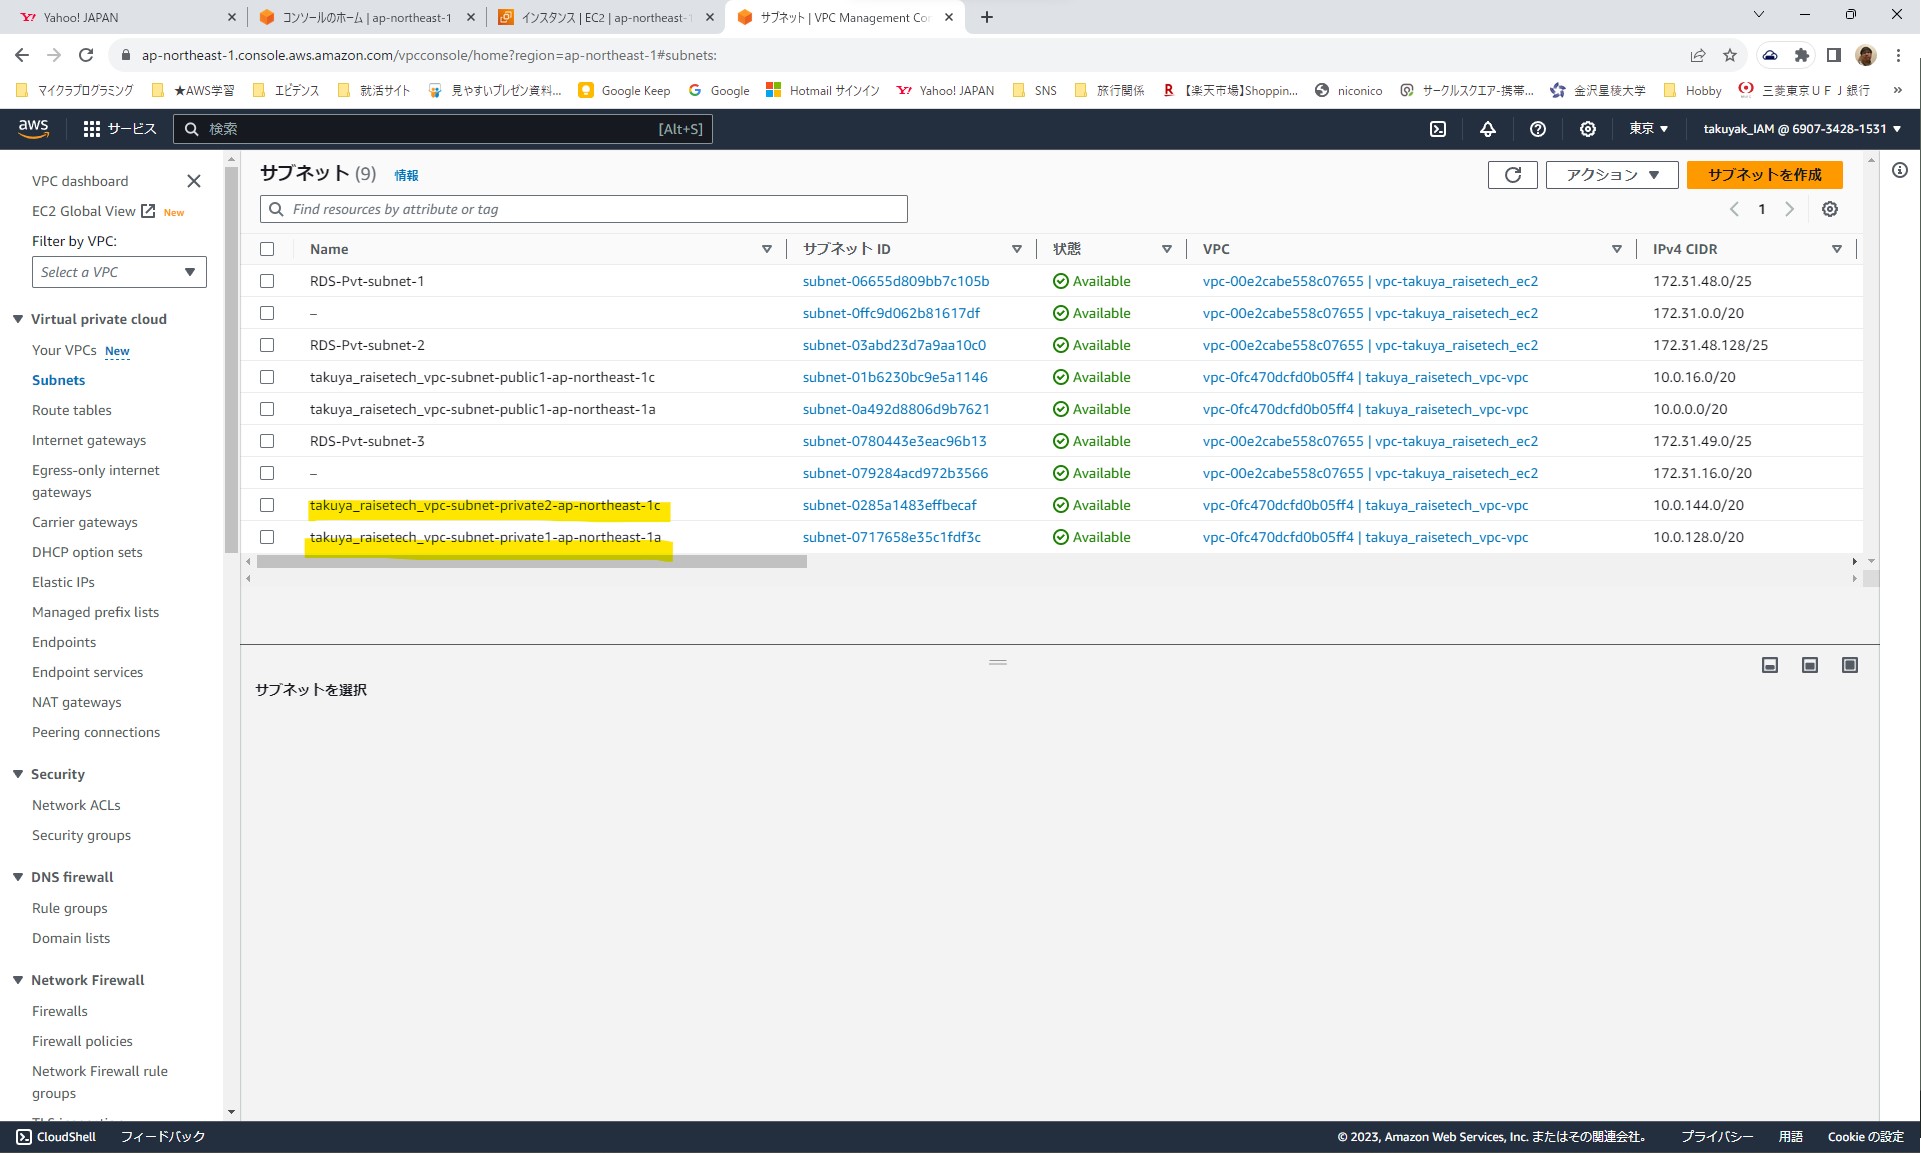 Yahoo! JAPAN
コンソールのホーム | ap-northeast-1
インスタンス | EC2 | ap-northeast-1
サブネット | VPC Management Con
ap-northeast-1.console.aws.amazon.com/vpcconsole/home?region=ap-northeast-1#subnets:
マイクラプログラミング ★AWS学習 エビデンス 就活サイト 見やすいプレゼン資料... Google Keep Google Hotmail サインイン Yahoo! JAPAN SNS 旅行関係 【楽天市場】Shoppin... niconico サークルスクエア-携帯... 金沢星稜大学 Hobby 三菱東京ＵＦＪ銀行 »
aws サービス 検索 [Alt+S] 東京 takuyak_IAM @ 6907-3428-1531
VPC dashboard
EC2 Global View New
Filter by VPC:
Select a VPC
Virtual private cloud
Your VPCs New
Subnets
Route tables
Internet gateways
Egress-only internet
gateways
Carrier gateways
DHCP option sets
Elastic IPs
Managed prefix lists
Endpoints
Endpoint services
NAT gateways
Peering connections
Security
Network ACLs
Security groups
DNS firewall
Rule groups
Domain lists
Network Firewall
Firewalls
Firewall policies
Network Firewall rule
groups
サブネット (9) 情報
アクション サブネットを作成
Find resources by attribute or tag
1
Name サブネット ID 状態 VPC IPv4 CIDR
RDS-Pvt-subnet-1 subnet-06655d809bb7c105b Available vpc-00e2cabe558c07655 | vpc-takuya_raisetech_ec2 172.31.48.0/25
– subnet-0ffc9d062b81617df Available vpc-00e2cabe558c07655 | vpc-takuya_raisetech_ec2 172.31.0.0/20
RDS-Pvt-subnet-2 subnet-03abd23d7a9aa10c0 Available vpc-00e2cabe558c07655 | vpc-takuya_raisetech_ec2 172.31.48.128/25
takuya_raisetech_vpc-subnet-public1-ap-northeast-1c subnet-01b6230bc9e5a1146 Available vpc-0fc470dcfd0b05ff4 | takuya_raisetech_vpc-vpc 10.0.16.0/20
takuya_raisetech_vpc-subnet-public1-ap-northeast-1a subnet-0a492d8806d9b7621 Available vpc-0fc470dcfd0b05ff4 | takuya_raisetech_vpc-vpc 10.0.0.0/20
RDS-Pvt-subnet-3 subnet-0780443e3eac96b13 Available vpc-00e2cabe558c07655 | vpc-takuya_raisetech_ec2 172.31.49.0/25
– subnet-079284acd972b3566 Available vpc-00e2cabe558c07655 | vpc-takuya_raisetech_ec2 172.31.16.0/20
takuya_raisetech_vpc-subnet-private2-ap-northeast-1c subnet-0285a1483effbecaf Available vpc-0fc470dcfd0b05ff4 | takuya_raisetech_vpc-vpc 10.0.144.0/20
takuya_raisetech_vpc-subnet-private1-ap-northeast-1a subnet-0717658e35c1fdf3c Available vpc-0fc470dcfd0b05ff4 | takuya_raisetech_vpc-vpc 10.0.128.0/20
サブネットを選択
CloudShell フィードバック © 2023, Amazon Web Services, Inc. またはその関連会社。 プライバシー 用語 Cookie の設定